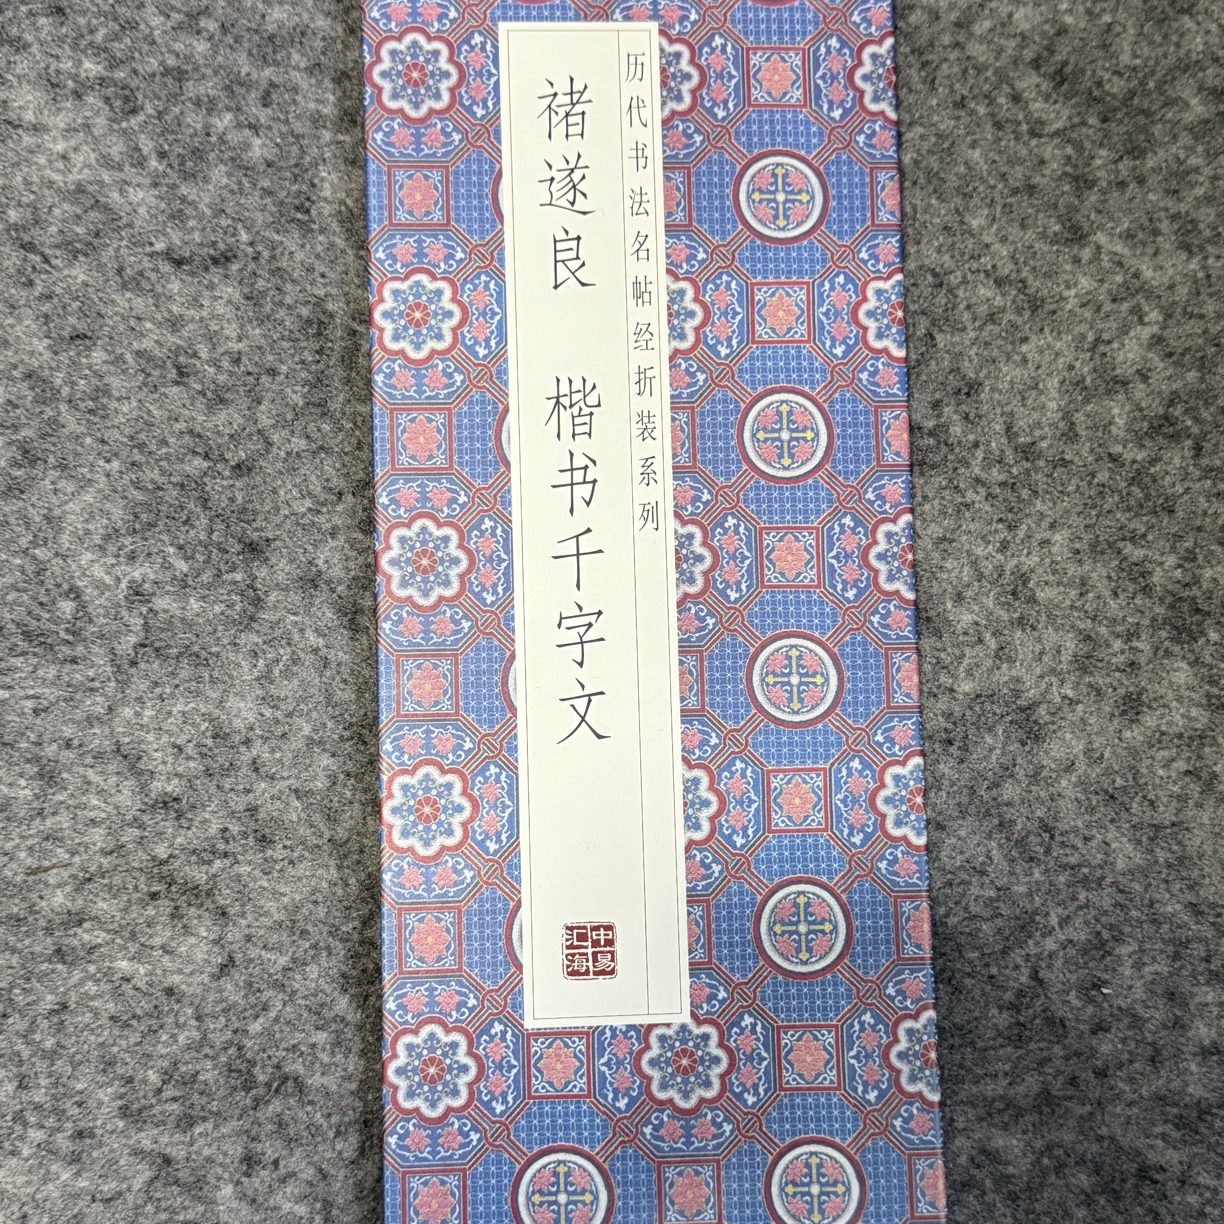 历代书法名帖经折装系列
褚遂良 楷书千字文
中易
汇海